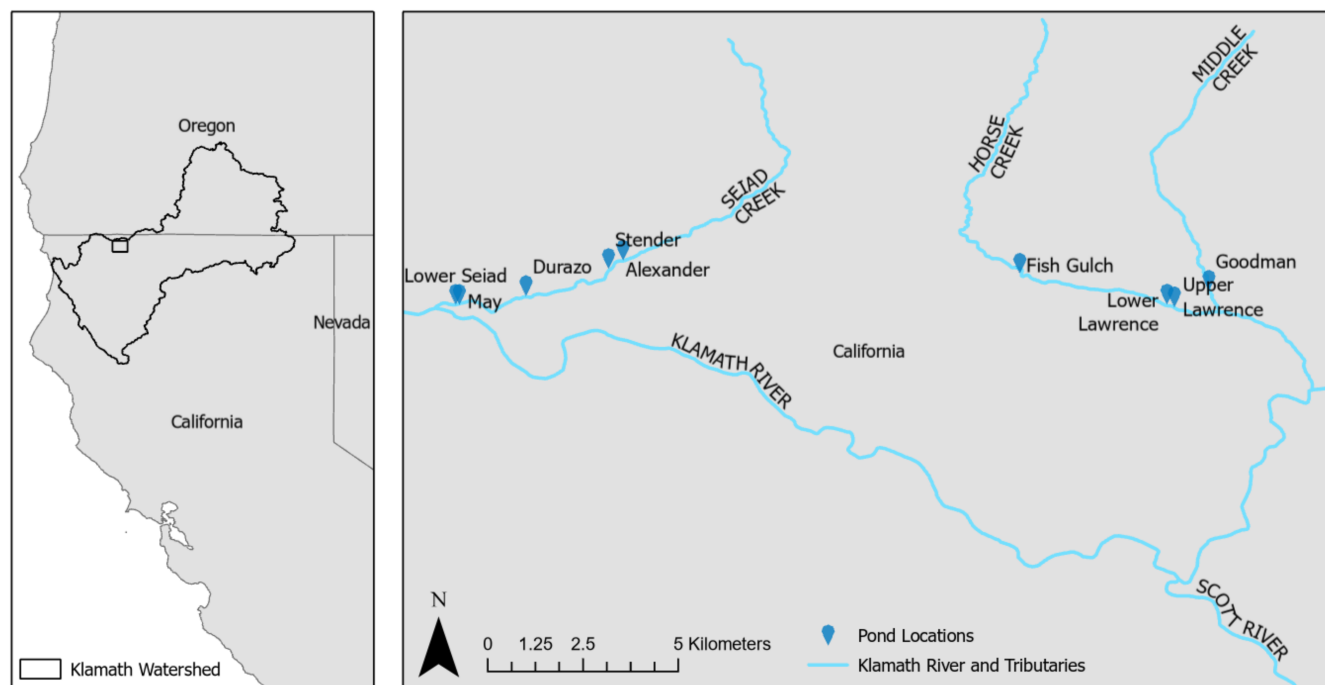 Oregon
Nevada
California
Klamath Watershed
MIDDLE
CREEK
HORSE
CREEK
SEIAD
CREEK
Stender
Alexander
Durazo
Lower Seiad
May
Fish Gulch
Goodman
Upper
Lawrence
Lower
Lawrence
KLAMATH RIVER
California
SCOTT RIVER
N
0 1.25 2.5 5 Kilometers
Pond Locations
Klamath River and Tributaries